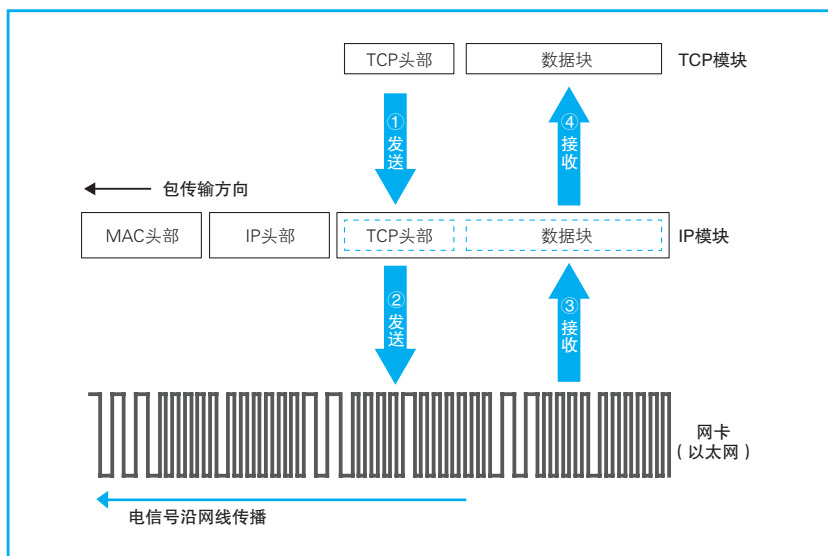 TCP头部 数据块 TCP模块
①发送
④接收
包传输方向
MAC头部 IP头部 TCP头部 数据块 IP模块
②发送
③接收
网卡
（以太网）
电信号沿网线传播